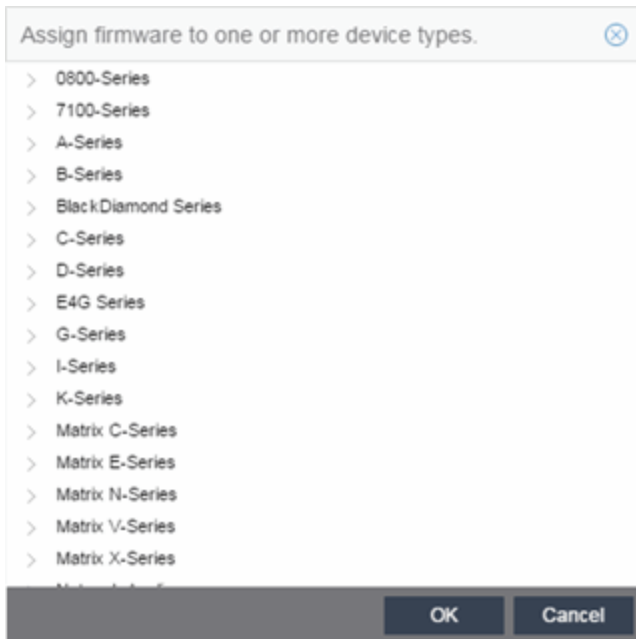 Assign firmware to one or more device types.
0800-Series
7100-Series
A-Series
B-Series
BlackDiamond Series
C-Series
D-Series
E4G Series
G-Series
I-Series
K-Series
Matrix C-Series
Matrix E-Series
Matrix N-Series
Matrix V-Series
Matrix X-Series
OK Cancel